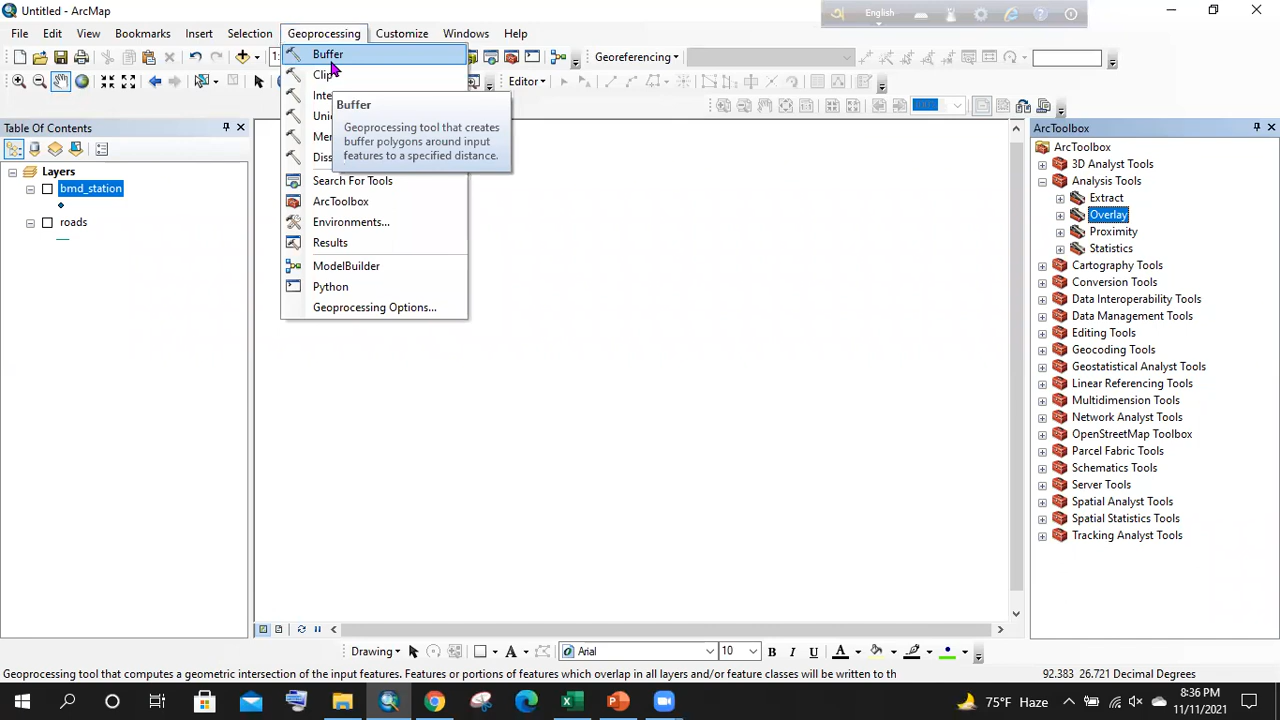 Untitled - ArcMap
English
File Edit View Bookmarks Insert Selection Geoprocessing Customize Windows Help
Buffer
Georeferencing
Clip
Editor
Inte
Buffer
Uni
Geoprocessing tool that creates
buffer polygons around input
features to a specified distance.
Mer
Diss
Search For Tools
ArcToolbox
Environments...
Results
ModelBuilder
Python
Geoprocessing Options...
Table Of Contents
Layers
bmd_station
roads
ArcToolbox
ArcToolbox
3D Analyst Tools
Analysis Tools
Extract
Overlay
Proximity
Statistics
Cartography Tools
Conversion Tools
Data Interoperability Tools
Data Management Tools
Editing Tools
Geocoding Tools
Geostatistical Analyst Tools
Linear Referencing Tools
Multidimension Tools
Network Analyst Tools
OpenStreetMap Toolbox
Parcel Fabric Tools
Schematics Tools
Server Tools
Spatial Analyst Tools
Spatial Statistics Tools
Tracking Analyst Tools
Drawing A Arial 10 B I U A
Geoprocessing tool that computes a geometric intersection of the input features. Features or portions of features which overlap in all layers and/or feature classes will be written to th 92.383 26.721 Decimal Degrees
75°F Haze
8:36 PM
11/11/2021